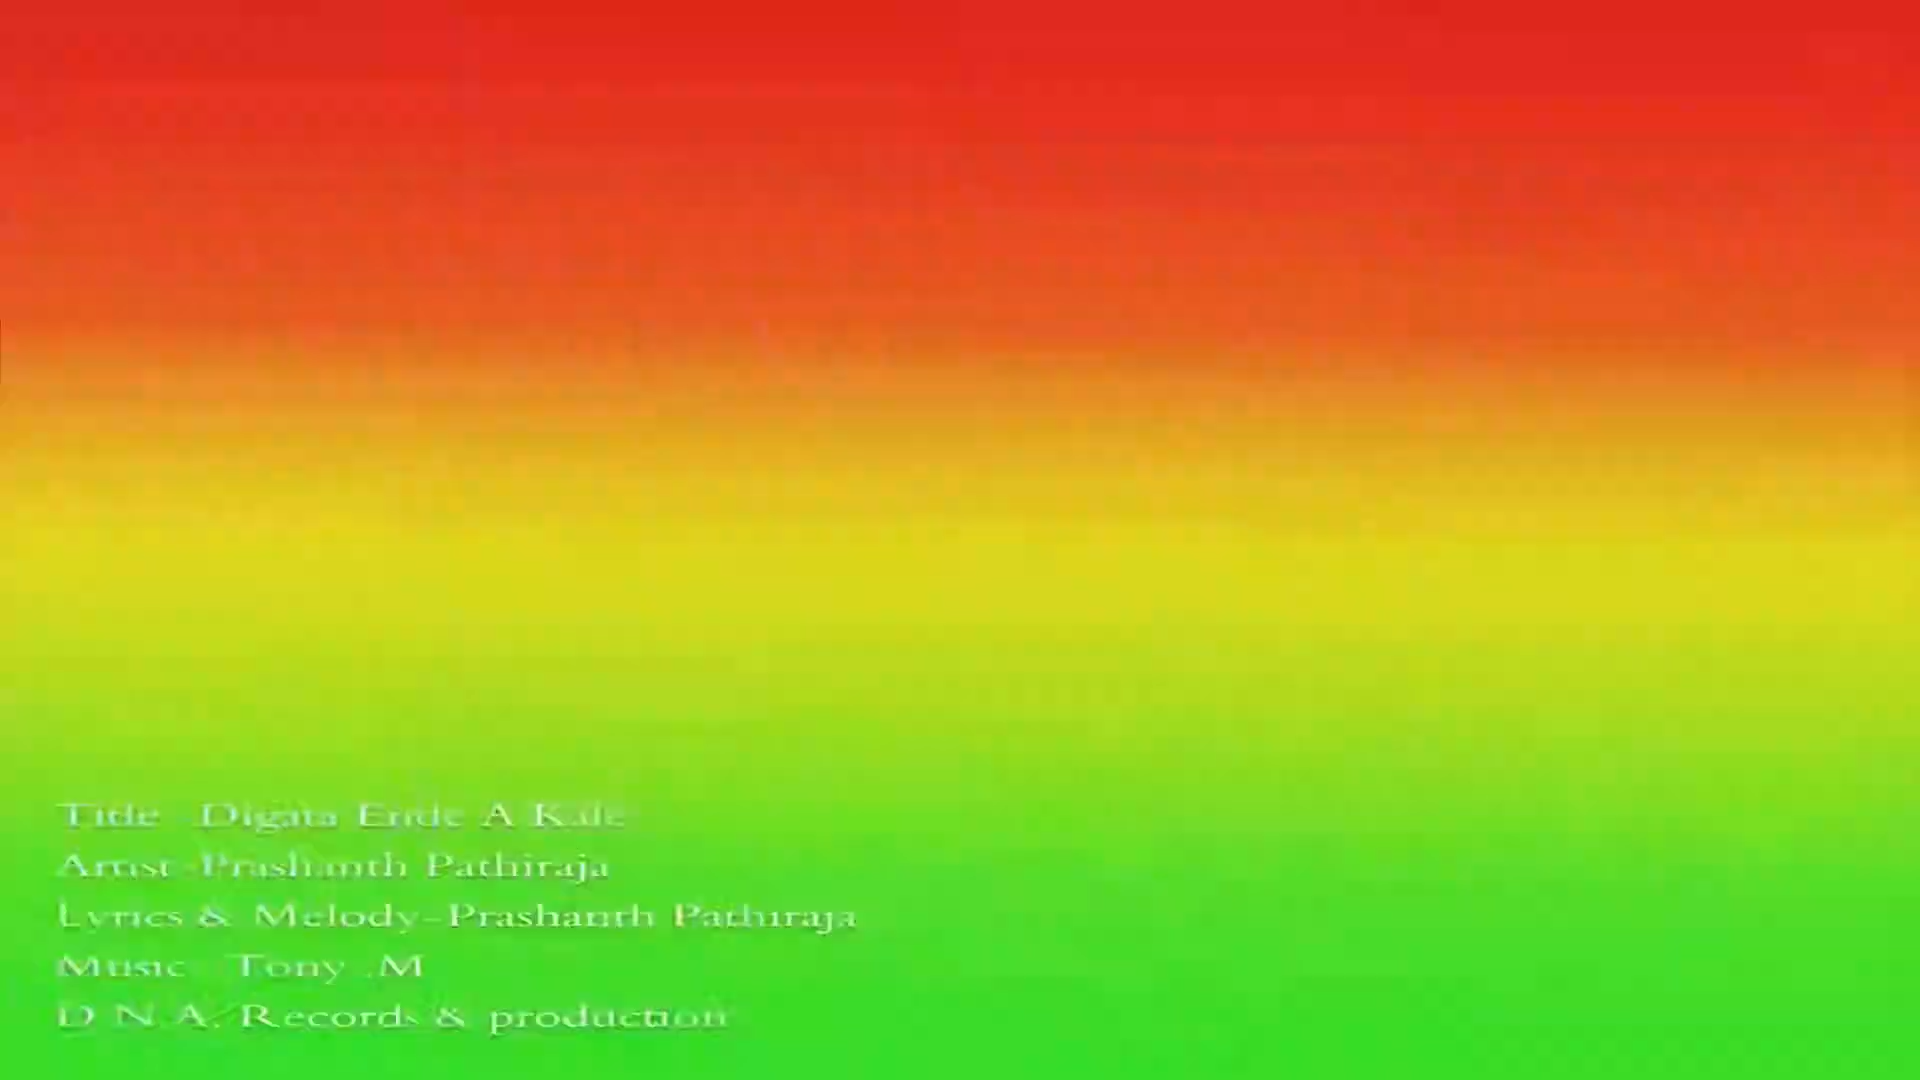 Title -Digata Ende A Kale
Artist-Prashanth Pathiraja
Lyrics & Melody-Prashanth Pathiraja
Music - Tony .M
D.N.A. Records & production